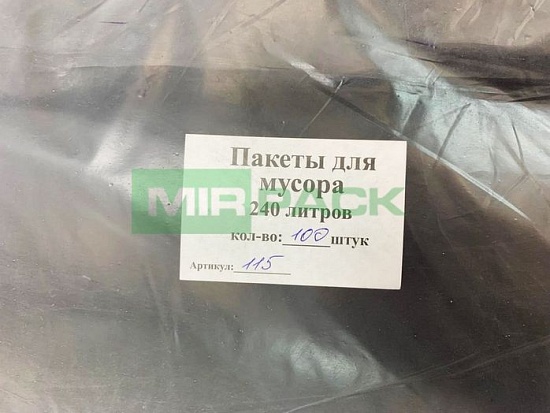 Пакеты для
мусора
MIRPACK
240 литров
кол-во: 100 штук
Артикул: 115